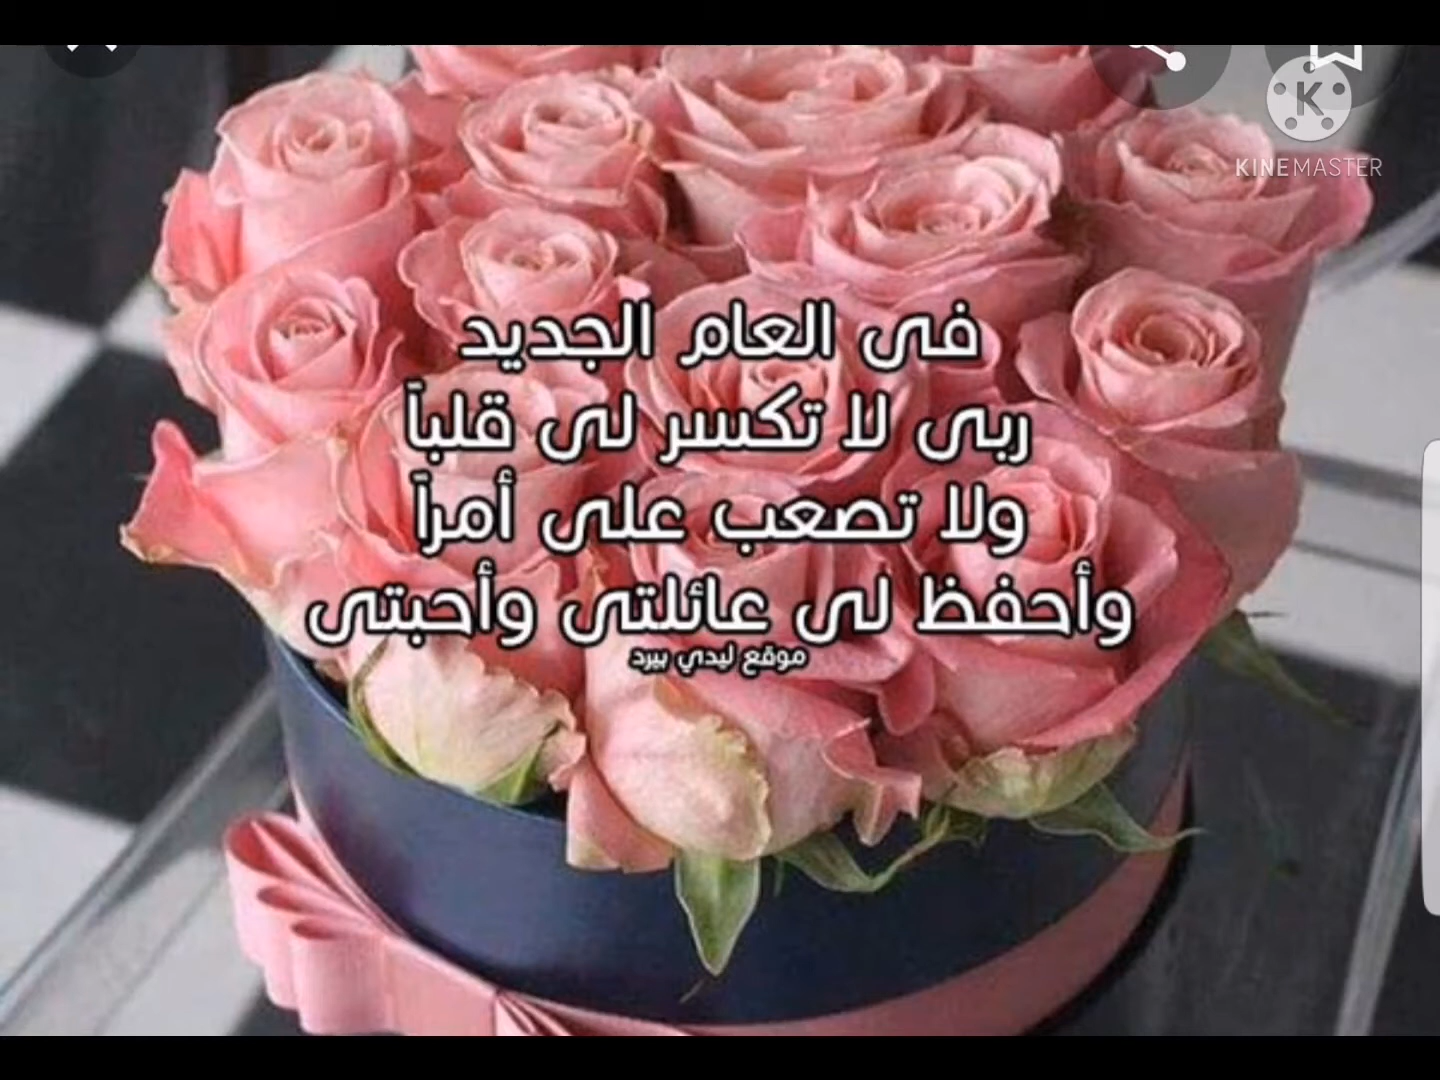 KINEMASTER
فى العام الجديد
ربى لا تكسر لى قلباً
ولا تصعب على أمراً
وأحفظ لى عائلتى وأحبتى
موقع ليدي بيرد